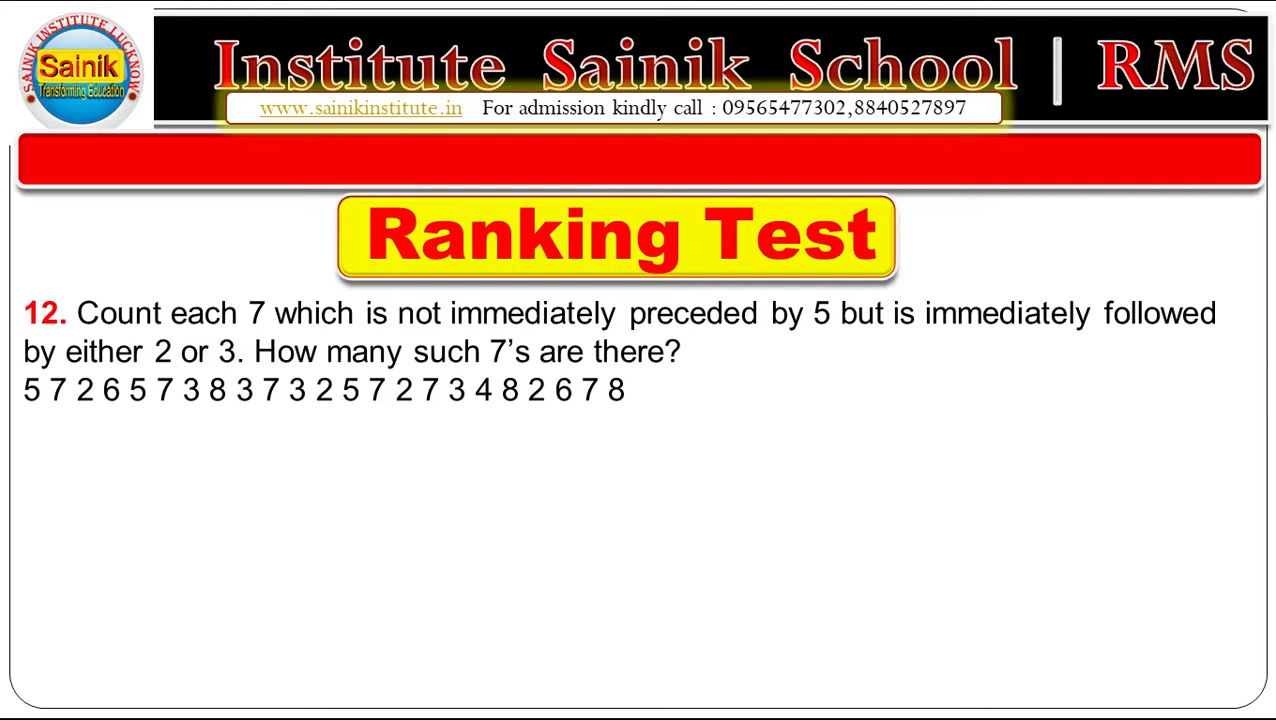 SAINIK INSTITUTE LUCKNOW
Sainik
Transforming Education
Institute Sainik School | RMS
www.sainikinstitute.in For admission kindly call : 09565477302,8840527897
Ranking Test
12. Count each 7 which is not immediately preceded by 5 but is immediately followed
by either 2 or 3. How many such 7’s are there?
5 7 2 6 5 7 3 8 3 7 3 2 5 7 2 7 3 4 8 2 6 7 8